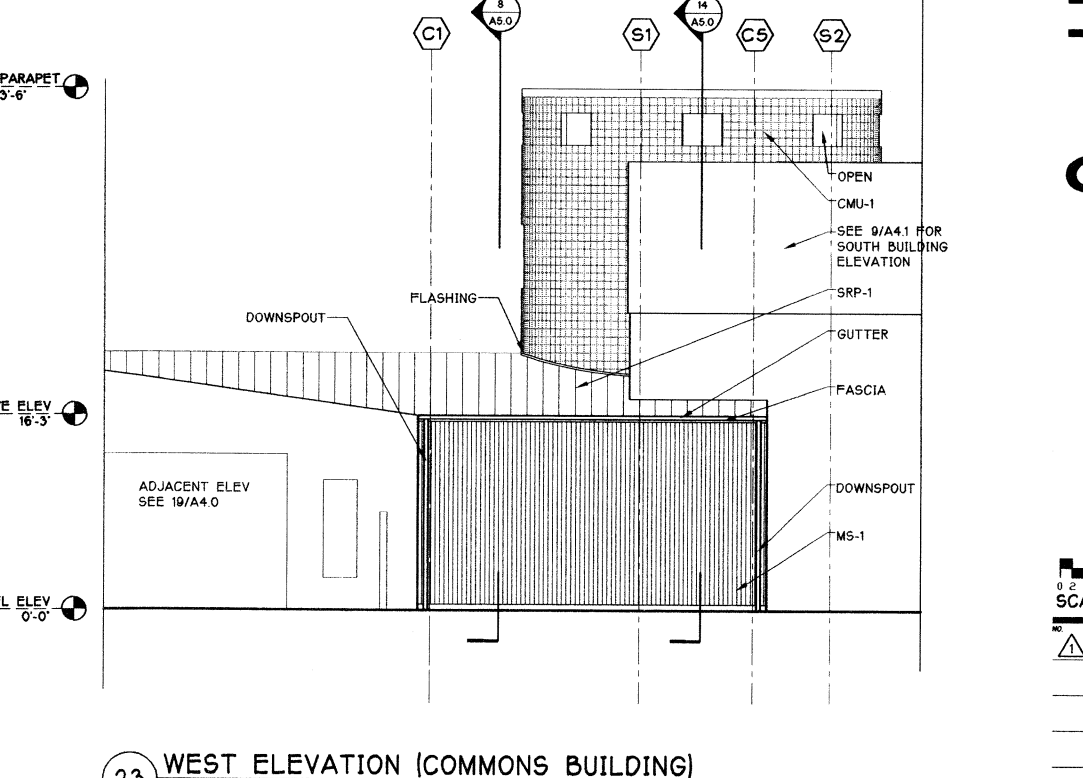 8
A5.0
14
A5.0
C1
S1
C5
S2
PARAPET
3'-6"
OPEN
CMU-1
SEE 9/A4.1 FOR
SOUTH BUILDING
ELEVATION
FLASHING
SRP-1
DOWNSPOUT
GUTTER
FASCIA
E ELEV
16'-3"
ADJACENT ELEV
SEE 19/A4.0
DOWNSPOUT
MS-1
L ELEV
0'-0"
0 2
SCA
NO.
1
23
WEST ELEVATION (COMMONS BUILDING)